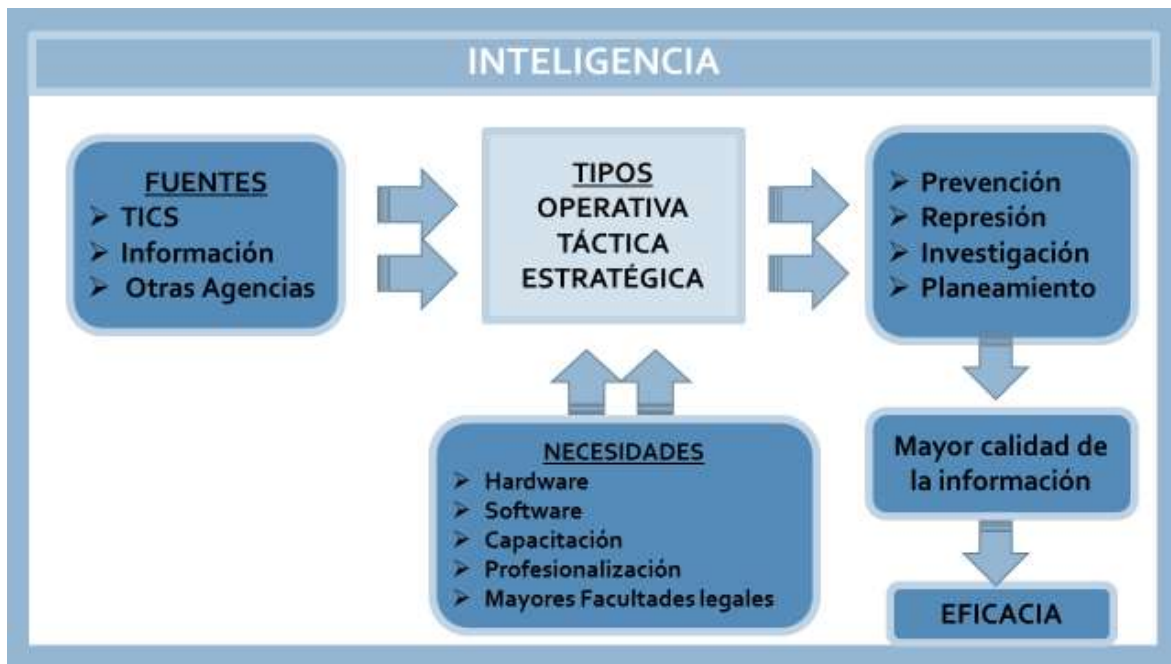 INTELIGENCIA
FUENTES
➢ TICS
➢ Información
➢ Otras Agencias
TIPOS
OPERATIVA
TÁCTICA
ESTRATÉGICA
➢ Prevención
➢ Represión
➢ Investigación
➢ Planeamiento
NECESIDADES
➢ Hardware
➢ Software
➢ Capacitación
➢ Profesionalización
➢ Mayores Facultades legales
Mayor calidad de
la información
EFICACIA